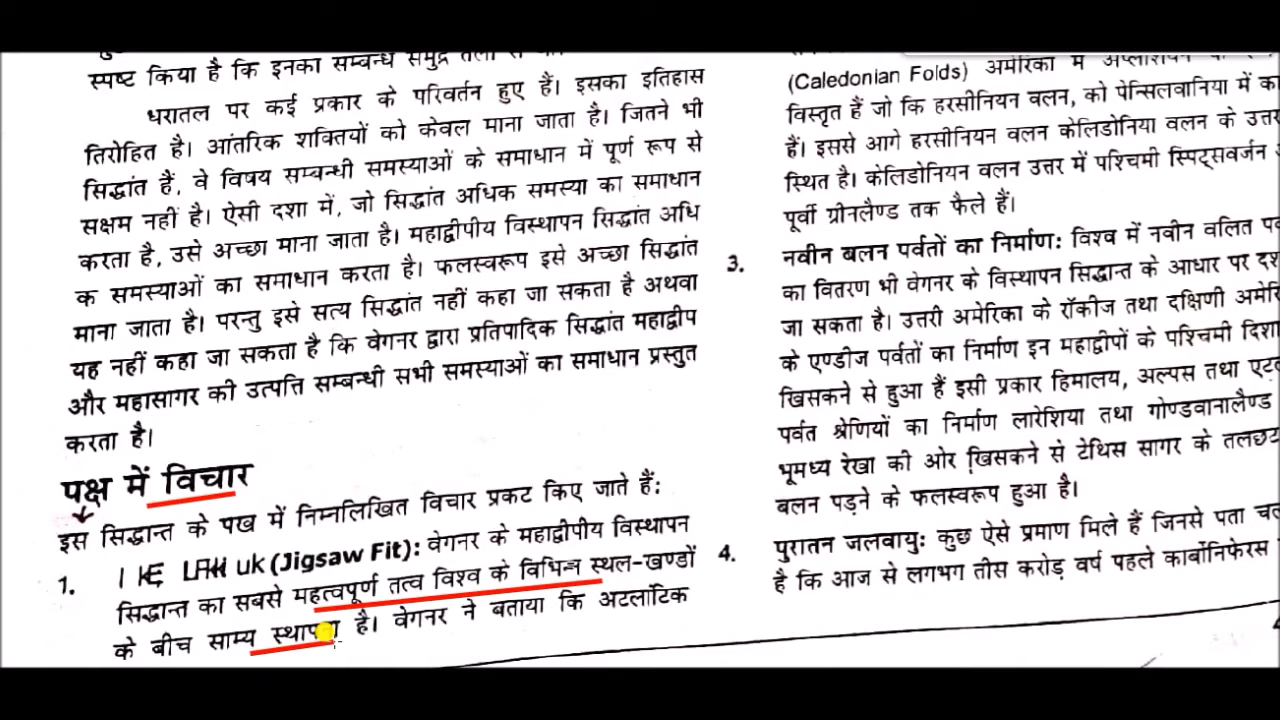 स्पष्ट किया है कि इनका सम्बन्ध समुद्र
धरातल पर कई प्रकार के परिवर्तन हुए हैं। इसका इतिहास
तिरोहित है। आंतरिक शक्तियों को केवल माना जाता है। जितने भी
सिद्धांत हैं, वे विषय सम्बन्धी समस्याओं के समाधान में पूर्ण रूप से
सक्षम नहीं है। ऐसी दशा में, जो सिद्धांत अधिक समस्या का समाधान
करता है, उसे अच्छा माना जाता है। महाद्वीपीय विस्थापन सिद्धांत अधि
क समस्याओं का समाधान करता है। फलस्वरूप इसे अच्छा सिद्धांत
माना जाता है। परन्तु इसे सत्य सिद्धांत नहीं कहा जा सकता है अथवा
यह नहीं कहा जा सकता है कि वेगनर द्वारा प्रतिपादिक सिद्धांत महाद्वीप
और महासागर की उत्पत्ति सम्बन्धी सभी समस्याओं का समाधान प्रस्तुत
करता है।
पक्ष में विचार
इस सिद्धान्त के पख में निम्नलिखित विचार प्रकट किए जाते हैं:
1. uk (Jigsaw Fit): वेगनर के महाद्वीपीय विस्थापन
सिद्धान्त का सबसे महत्वपूर्ण तत्व विश्व के विभिन्न स्थल-खण्डों
के बीच साम्य है। वेगनर ने बताया कि अटलांटिक
(Caledonian Folds) अमेरिका में
विस्तृत हैं जो कि हरसीनियन वलन, को पेन्सिलवानिया में
हैं। इससे आगे हरसीनियन वलन केलिडोनिया वलन के उत्तर
स्थित है। केलिडोनियन वलन उत्तर में पश्चिमी स्पिट्सवर्जन
पूर्वी ग्रीनलैण्ड तक फैले हैं।
3. नवीन बलन पर्वतों का निर्माण: विश्व में नवीन वलित
का वितरण भी वेगनर के विस्थापन सिद्धान्त के आधार पर
जा सकता है। उत्तरी अमेरिका के रॉकीज तथा दक्षिणी
के एण्डीज पर्वतों का निर्माण इन महाद्वीपों के पश्चिमी दिशा
खिसकने से हुआ हैं इसी प्रकार हिमालय, अल्पस तथा
पर्वत श्रेणियों का निर्माण लारेशिया तथा गोण्डवानालैण्ड
भूमध्य रेखा की ओर खिसकने से टेथिस सागर के तलछट
बलन पड़ने के फलस्वरूप हुआ है।
4. पुरातन जलवायु: कुछ ऐसे प्रमाण मिले हैं जिनसे पता
है कि आज से लगभग तीस करोड़ वर्ष पहले कार्बोनिफेरस